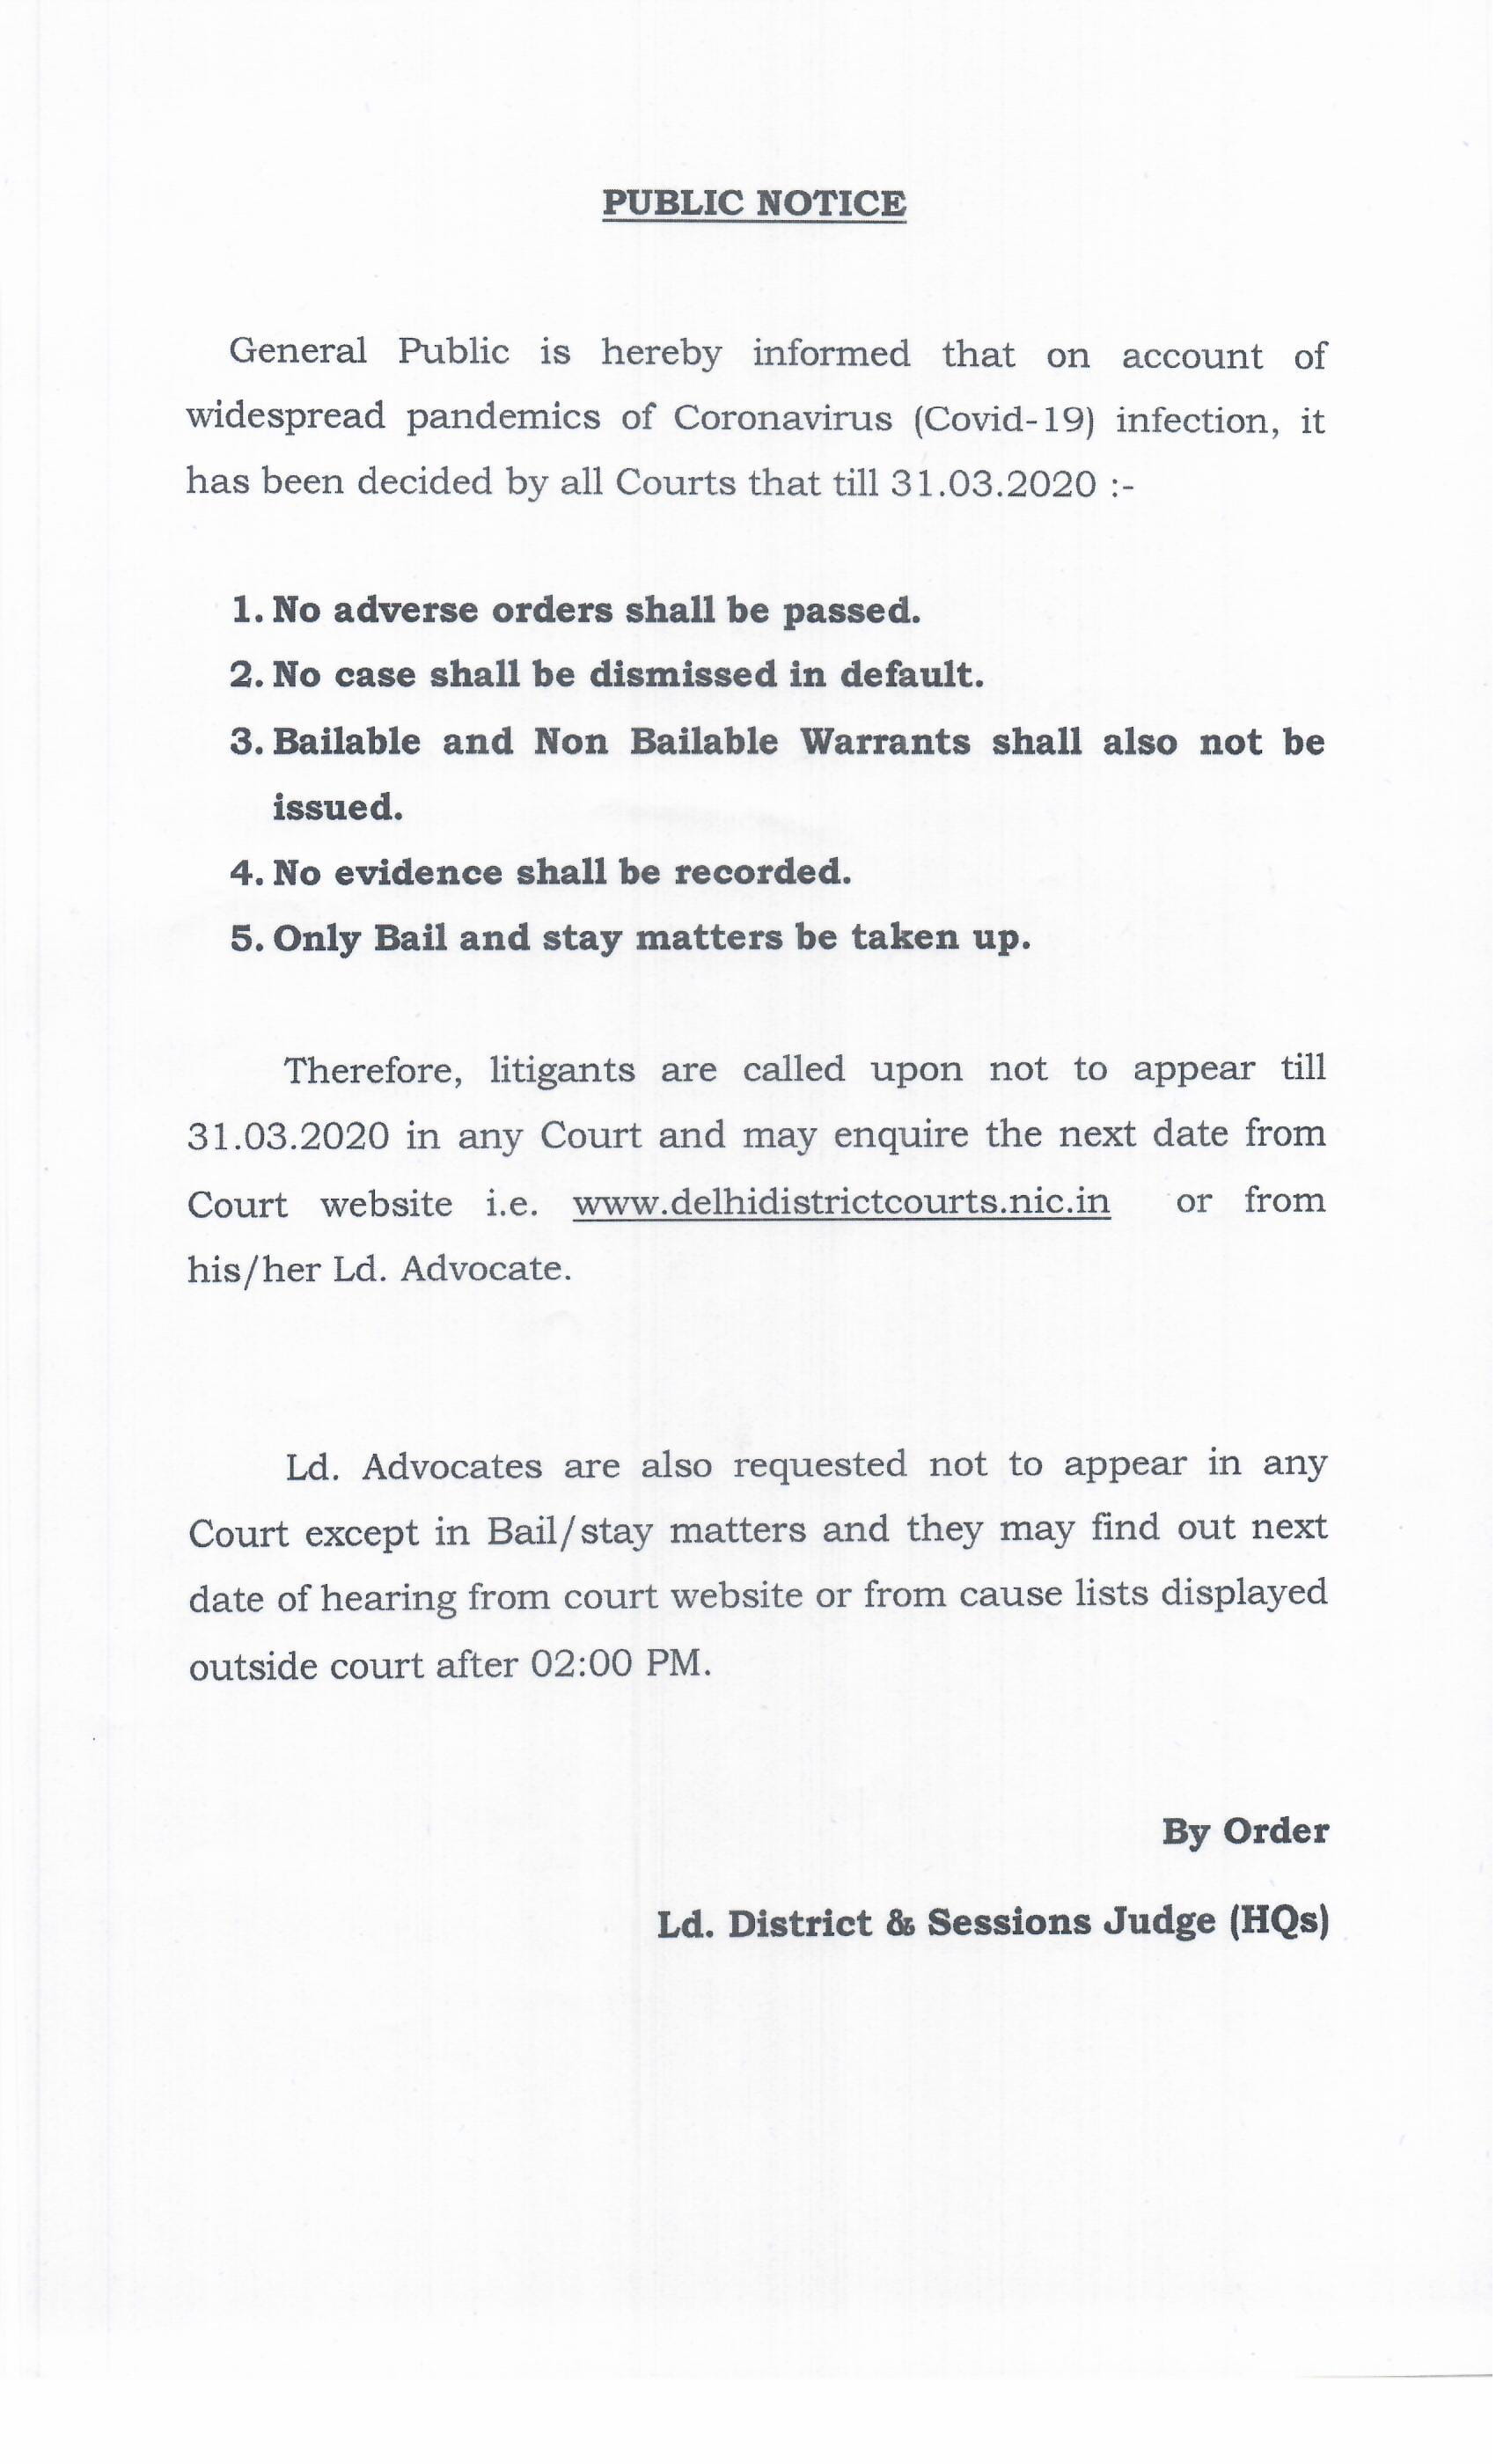 PUBLIC NOTICE
General Public is hereby informed that on account of
widespread pandemics of Coronavirus (Covid-19) infection, it
has been decided by all Courts that till 31.03.2020 :-
1. No adverse orders shall be passed.
2. No case shall be dismissed in default.
3. Bailable and Non Bailable Warrants shall also not be
issued.
4. No evidence shall be recorded.
5. Only Bail and stay matters be taken up.
Therefore, litigants are called upon not to appear till
31.03.2020 in any Court and may enquire the next date from
Court website i.e. www.delhidistrictcourts.nic.in or from
his/her Ld. Advocate.
Ld. Advocates are also requested not to appear in any
Court except in Bail/stay matters and they may find out next
date of hearing from court website or from cause lists displayed
outside court after 02:00 PM.
By Order
Ld. District & Sessions Judge (HQs)